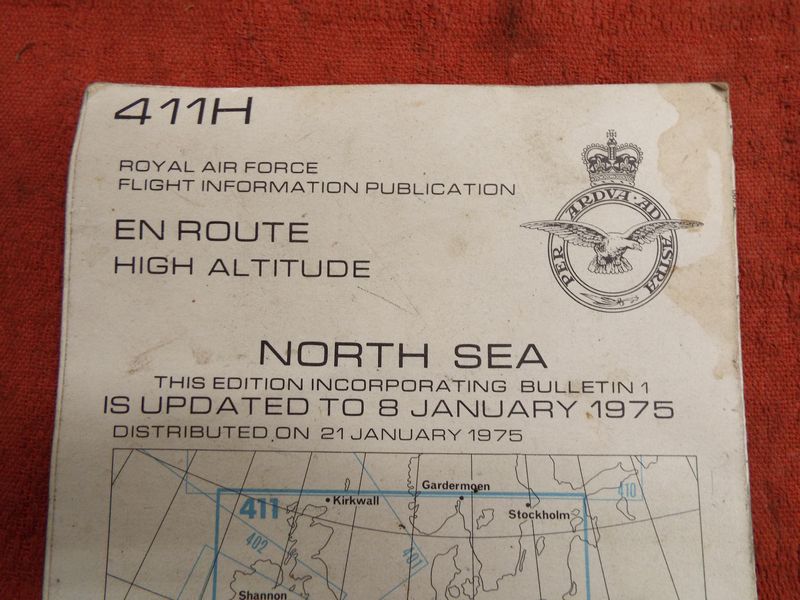 411H
ROYAL AIR FORCE
FLIGHT INFORMATION PUBLICATION
EN ROUTE
HIGH ALTITUDE
PER ARDVA·AD ASTRA
NORTH SEA
THIS EDITION INCORPORATING BULLETIN 1
IS UPDATED TO 8 JANUARY 1975
DISTRIBUTED ON 21 JANUARY 1975
Gardermoen
410
411
Kirkwall
Stockholm
402
401
Shannon